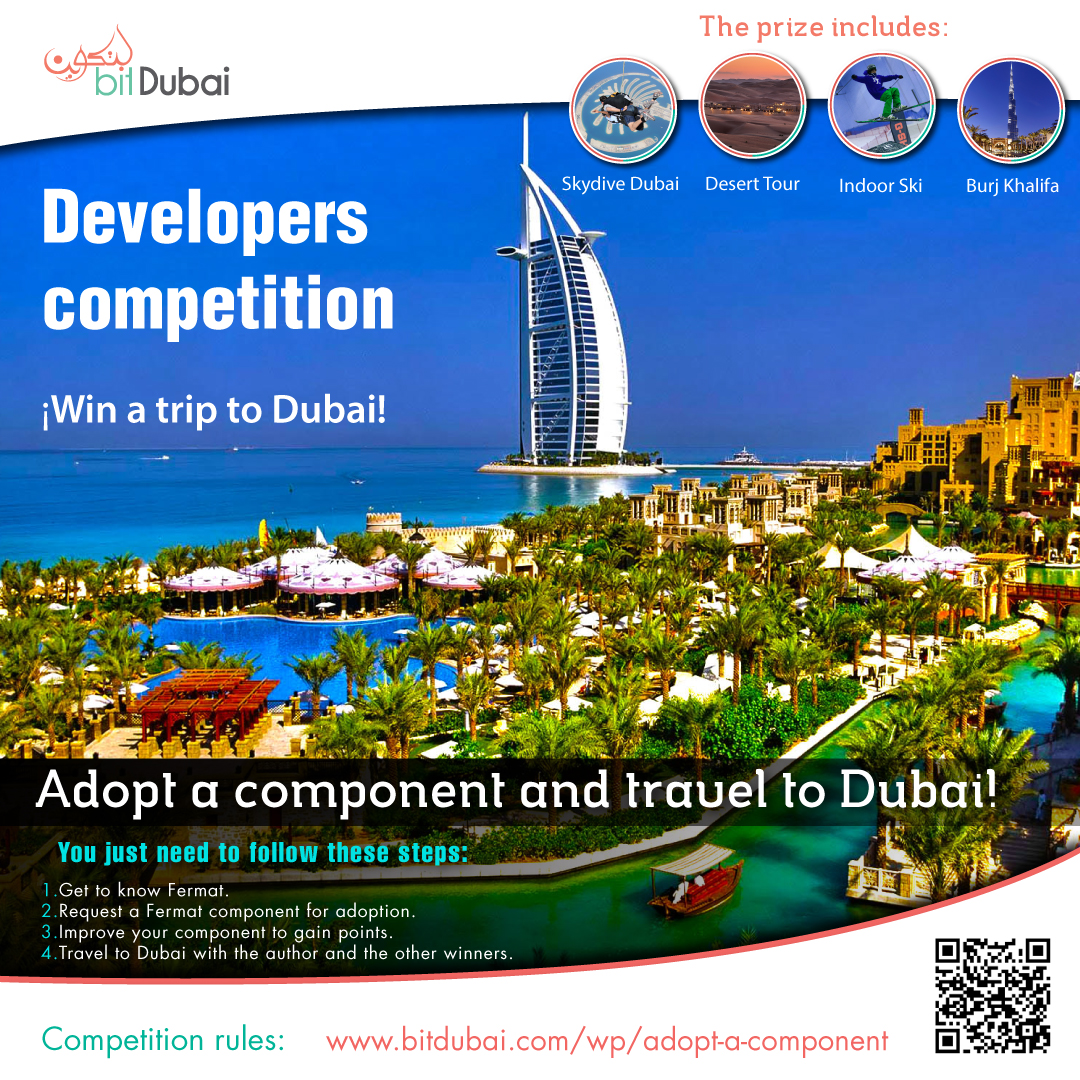 بتكوين
bit Dubai
The prize includes:
Skydive Dubai
Desert Tour
Indoor Ski
Burj Khalifa
Developers
competition
¡Win a trip to Dubai!
Adopt a component and travel to Dubai!
You just need to follow these steps:
1.Get to know Fermat.
2.Request a Fermat component for adoption.
3.Improve your component to gain points.
4.Travel to Dubai with the author and the other winners.
Competition rules: www.bitdubai.com/wp/adopt-a-component